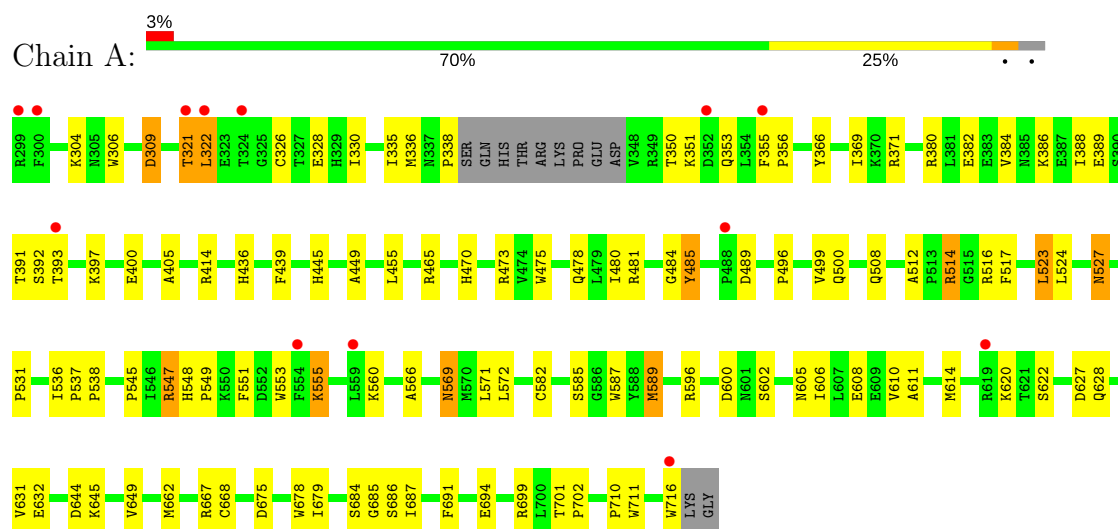 3%
Chain A:
70% 25% • •
R299 F300 K304 N305 W306 D309 T321 L322 E323 T324 G325 C326 T327 E328 H329 I330 I335 M336 N337 P338 SER GLN HIS THR ARG LYS PRO GLU ASP V348 R349 T350 K351 D352 Q353 L354 F355 P356 Y366 I369 K370 R371 R380 L381 E382 E383 V384 N385 K386 E387 I388 E389 S390
T391 S392 T393 K397 E400 A405 R414 H436 F439 H445 A449 L455 R465 H470 R473 V474 W475 Q478 L479 I480 R481 G484 Y485 P488 D489 P496 V499 Q500 Q508 A512 P513 R514 G515 R516 F517 L523 L524 N527
P531 I536 P537 P538 P545 I546 R547 H548 P549 K550 F551 D552 W553 F554 K555 L559 K560 A566 N569 M570 L571 L572 C582 S585 G586 W587 Y588 M589 R596 D600 N601 S602 N605 I606 L607 E608 E609 V610 A611 M614 R619 K620 T621 S622 D627 Q628
V631 E632 D644 K645 V649 M662 R667 C668 D675 W678 I679 S684 G685 S686 I687 F691 E694 R699 L700 T701 P702 P710 W711 W716 LYS GLY